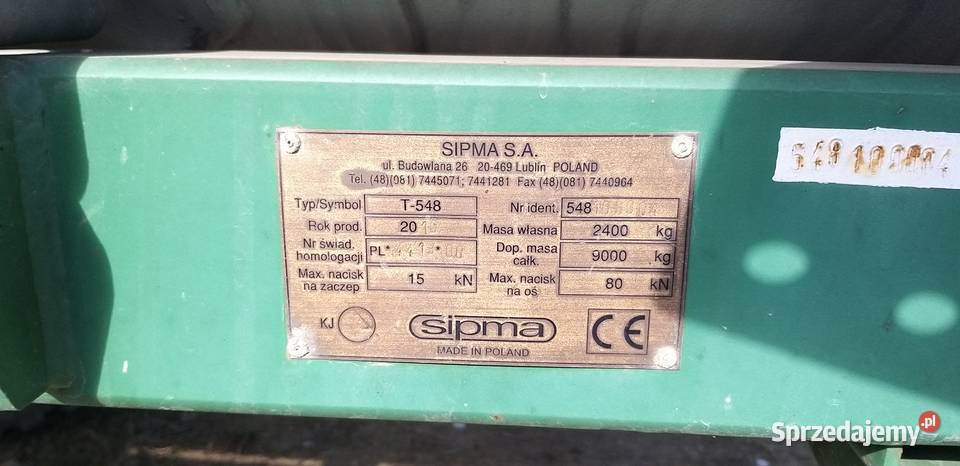 SIPMA S.A.
ul. Budowlana 26 20-469 Lublin POLAND
Tel. (48)(081) 7445071; 7441281 Fax (48)(081) 7440964
Typ/Symbol T-548 Nr ident. 548
Rok prod. 20 Masa własna 2400 kg
Nr świad. homologacji PL* Dop. masa całk. 9000 kg
Max. nacisk na zaczep 15 kN Max. nacisk na oś 80 kN
KJ sipma CE
MADE IN POLAND
Sprzedajemy.pl